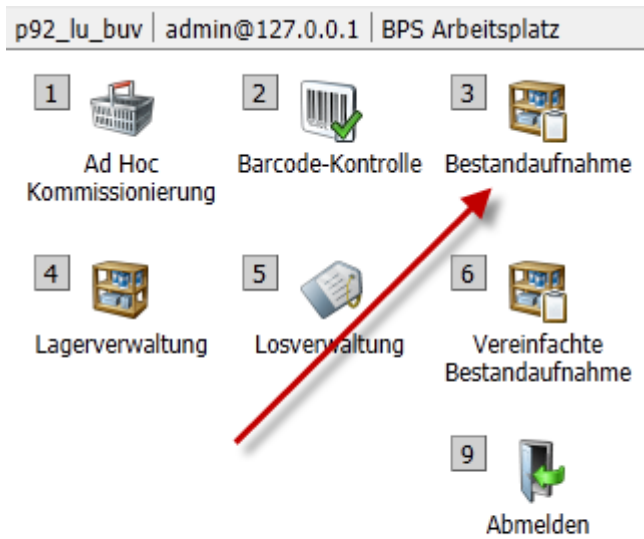 p92_lu_buv | admin@127.0.0.1 | BPS Arbeitsplatz
1 2 3
Ad Hoc Barcode-Kontrolle Bestandaufnahme
Kommissionierung
4 5 6
Lagerverwaltung Losverwaltung Vereinfachte
Bestandaufnahme
9
Abmelden